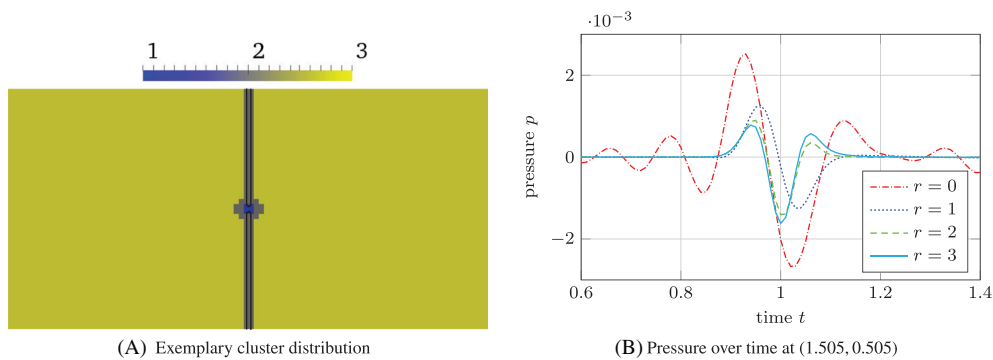 1 2 3
(A) Exemplary cluster distribution
·10⁻³
2
0
−2
pressure p
r = 0
r = 1
r = 2
r = 3
0.6 0.8 1 1.2 1.4
time t
(B) Pressure over time at (1.505, 0.505)